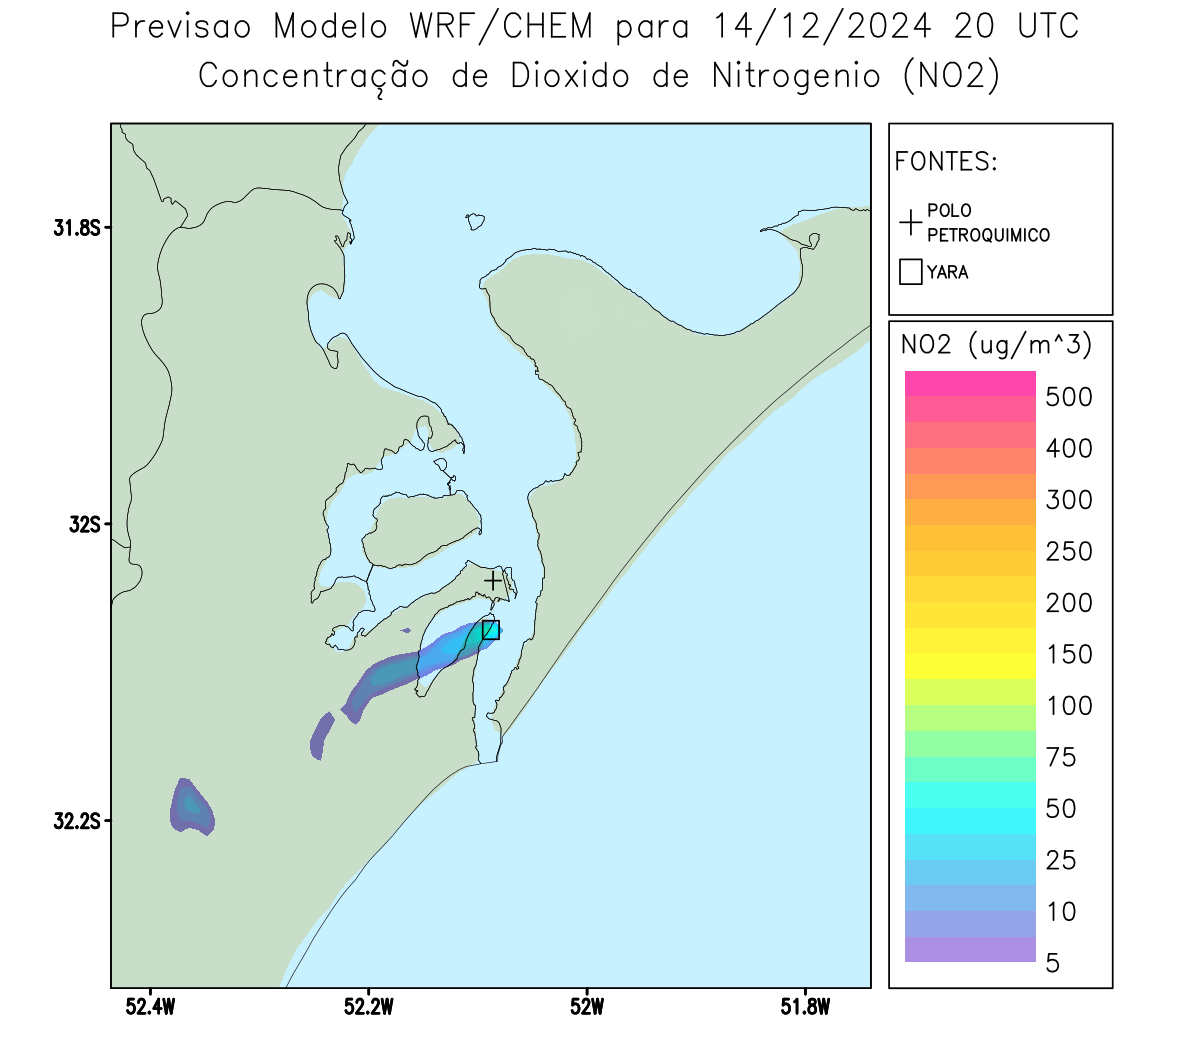 Previsao Modelo WRF/CHEM para 14/12/2024 20 UTC
Concentração de Dioxido de Nitrogenio (NO2)
FONTES:
POLO
PETROQUIMICO
YARA
NO2 (ug/m^3)
500
400
300
250
200
150
100
75
50
25
10
5
31.8S
32S
32.2S
52.4W
52.2W
52W
51.8W